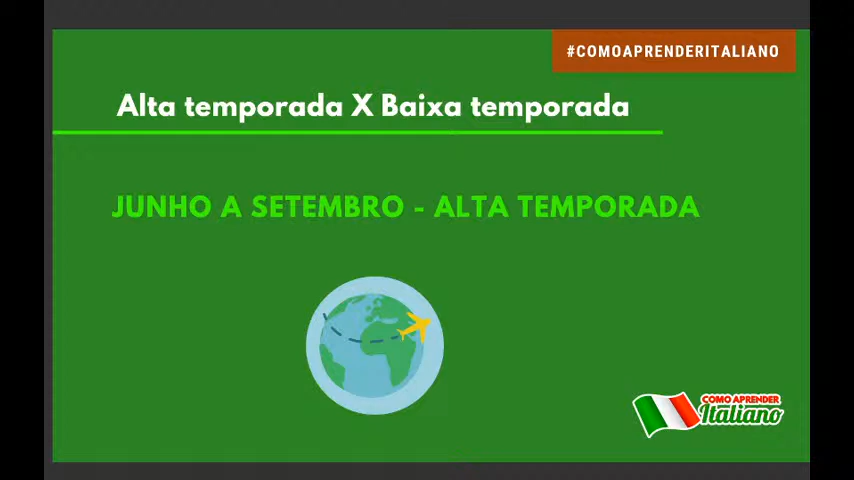 #COMOAPRENDERITALIANO
Alta temporada X Baixa temporada
JUNHO A SETEMBRO - ALTA TEMPORADA
COMO APRENDER
Italiano